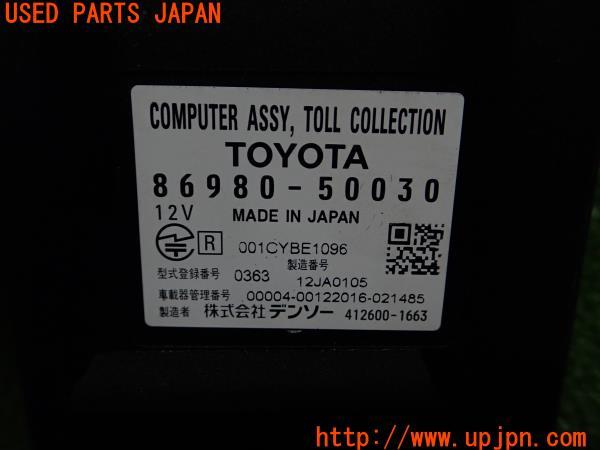 USED PARTS JAPAN
COMPUTER ASSY, TOLL COLLECTION
TOYOTA
86980-50030
12V MADE IN JAPAN
R 001CYBE1096
型式登録番号 0363 製造番号 12JA0105
車載器管理番号 00004-00122016-021485
製造者 株式会社デンソー 412600-1663
http://www.upjpn.com